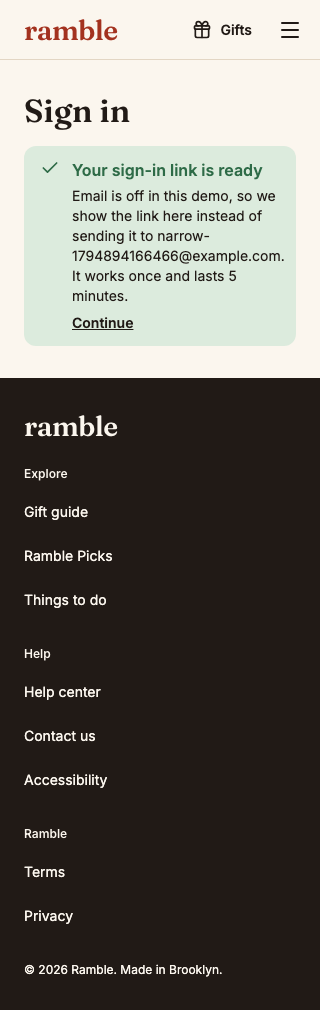 ramble
Gifts
Sign in
Your sign-in link is ready
Email is off in this demo, so we
show the link here instead of
sending it to narrow-
1794894166466@example.com.
It works once and lasts 5
minutes.
Continue
ramble
Explore
Gift guide
Ramble Picks
Things to do
Help
Help center
Contact us
Accessibility
Ramble
Terms
Privacy
© 2026 Ramble. Made in Brooklyn.